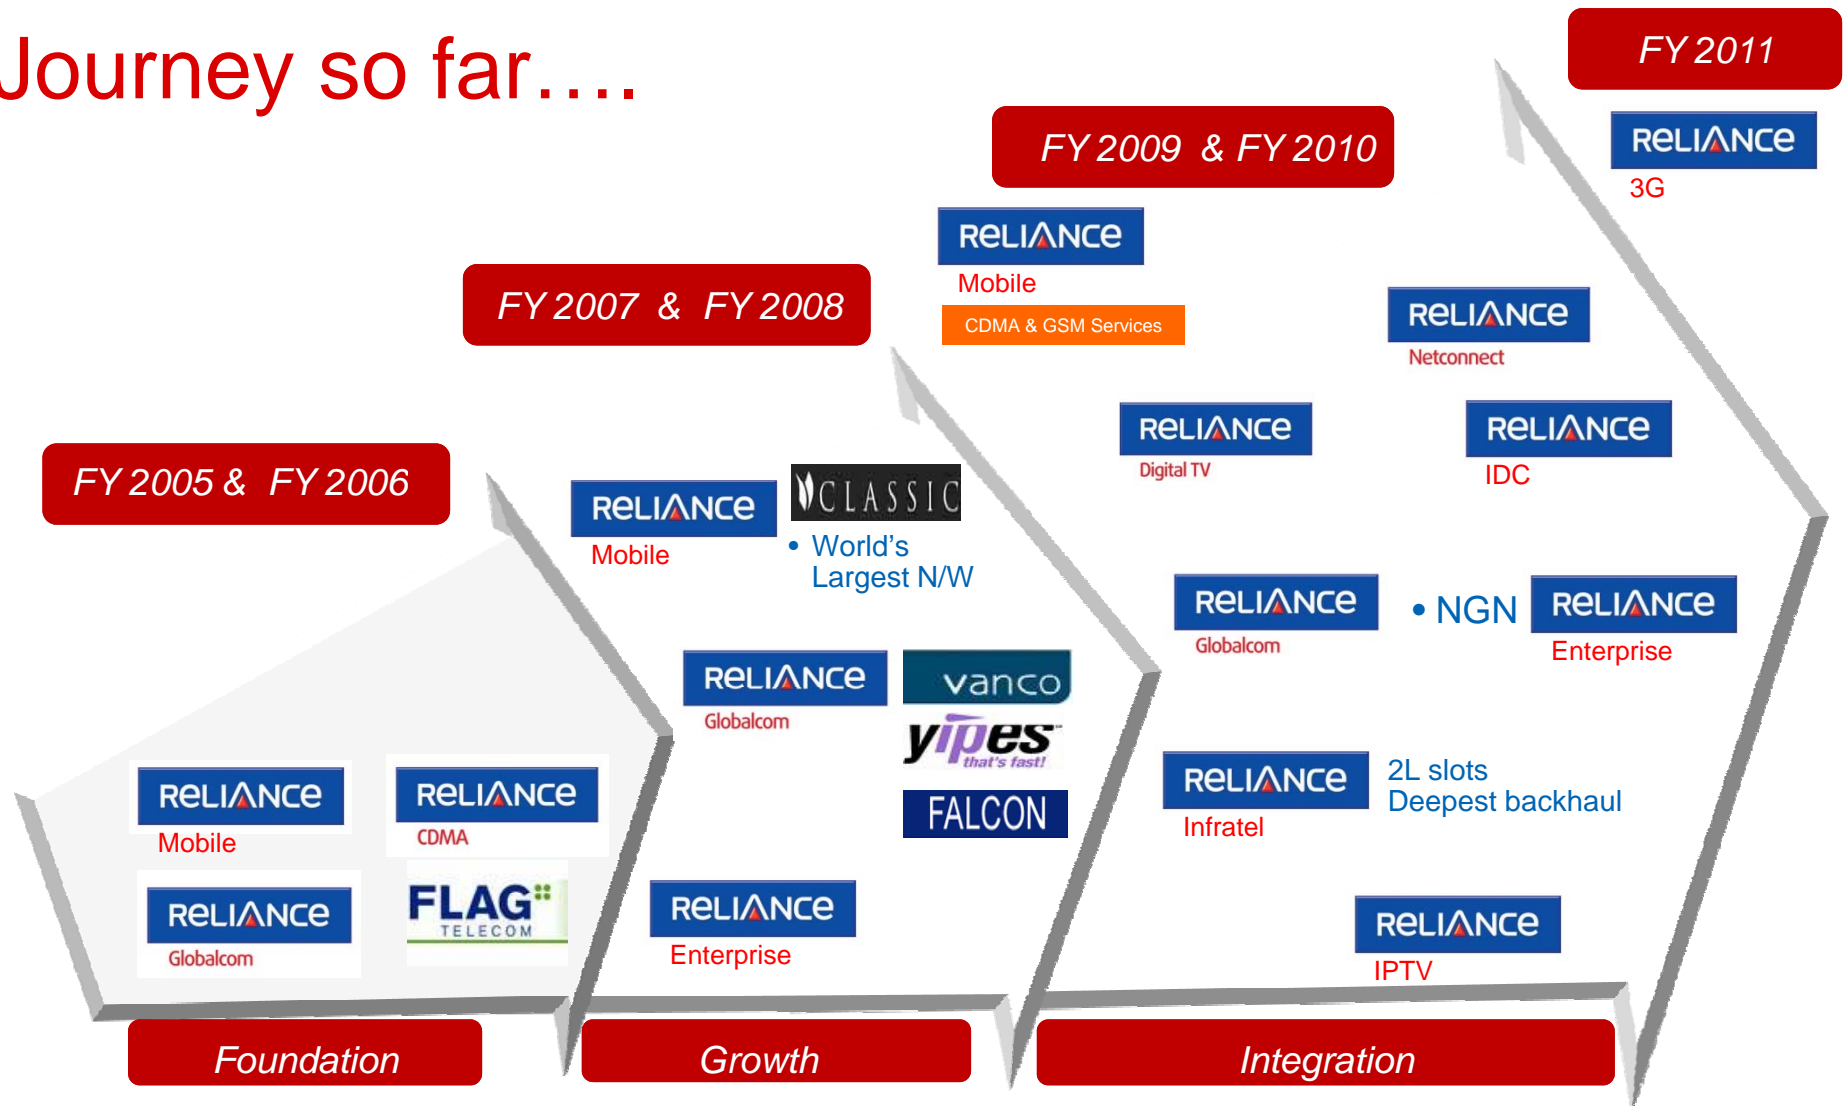 Journey so far....
FY 2005 & FY 2006
RELIANCE
Mobile
RELIANCE
CDMA
RELIANCE
Globalcom
FLAG
TELECOM
Foundation
FY 2007 & FY 2008
RELIANCE
Mobile
CLASSIC
• World's
Largest N/W
RELIANCE
Globalcom
vanco
yipes
that's fast!
FALCON
RELIANCE
Enterprise
Growth
FY 2009 & FY 2010
RELIANCE
Mobile
CDMA & GSM Services
RELIANCE
Netconnect
RELIANCE
Digital TV
RELIANCE
IDC
RELIANCE
Globalcom
• NGN
RELIANCE
Enterprise
RELIANCE
Infratel
2L slots
Deepest backhaul
RELIANCE
IPTV
Integration
FY 2011
RELIANCE
3G